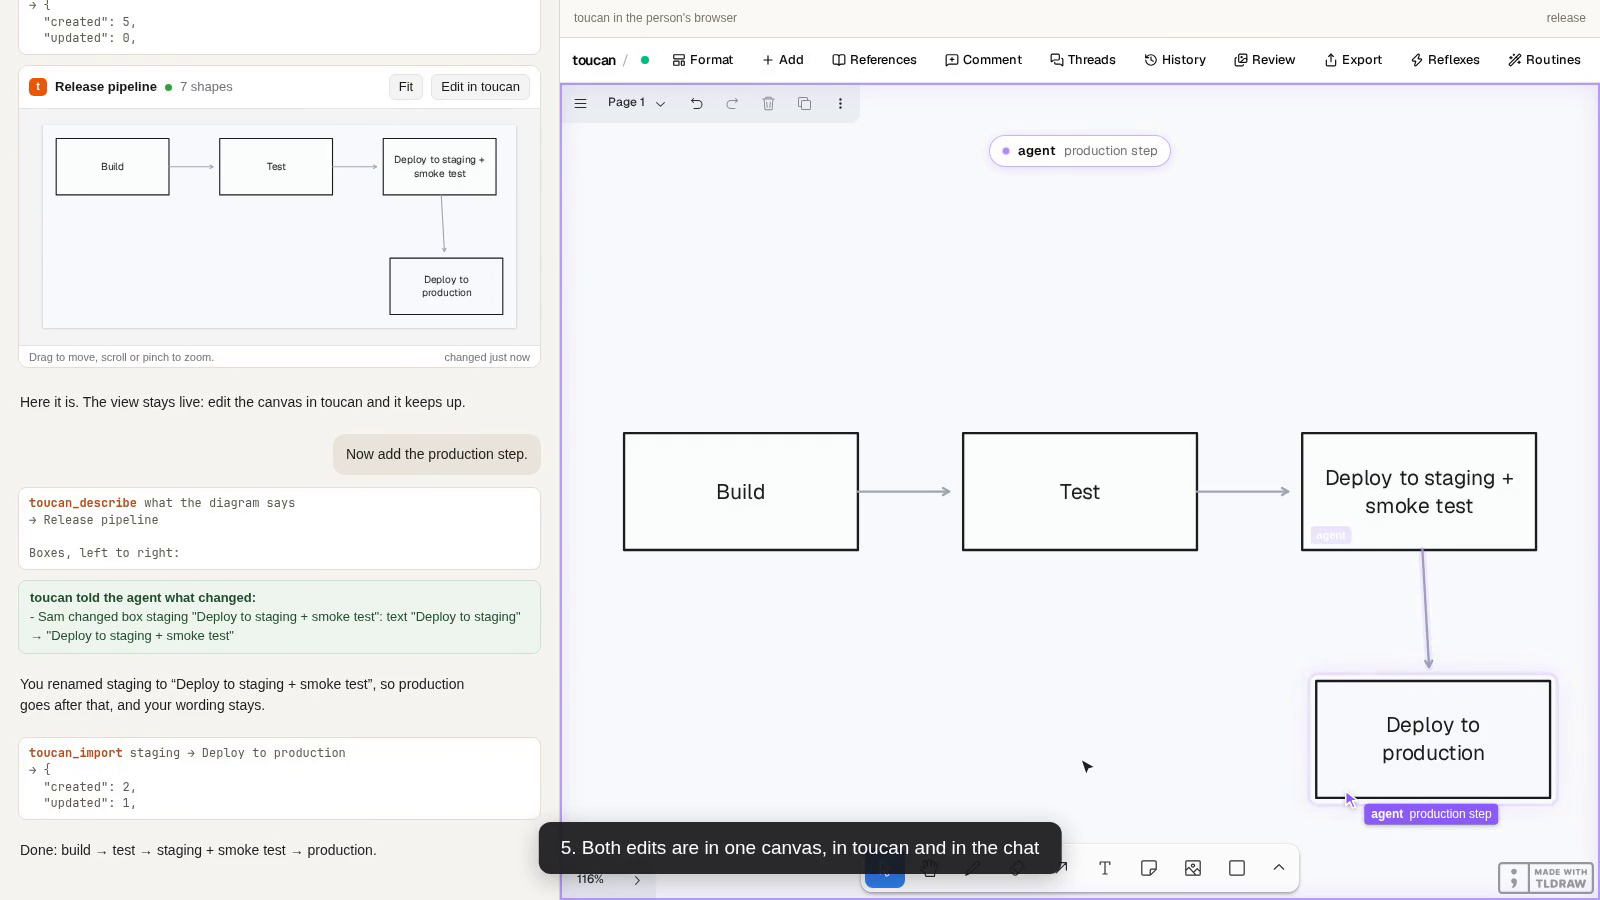 → {
"created": 5,
"updated": 0,
t Release pipeline 7 shapes
Fit
Edit in toucan
Build
Test
Deploy to staging +
smoke test
Deploy to
production
Drag to move, scroll or pinch to zoom.
changed just now
Here it is. The view stays live: edit the canvas in toucan and it keeps up.
Now add the production step.
toucan_describe what the diagram says
→ Release pipeline
Boxes, left to right:
toucan told the agent what changed:
- Sam changed box staging "Deploy to staging + smoke test": text "Deploy to staging"
→ "Deploy to staging + smoke test"
You renamed staging to “Deploy to staging + smoke test”, so production
goes after that, and your wording stays.
toucan_import staging → Deploy to production
→ {
"created": 2,
"updated": 1,
Done: build → test → staging + smoke test → production.
toucan in the person's browser
release
toucan /
Format
Add
References
Comment
Threads
History
Review
Export
Reflexes
Routines
Page 1
agent production step
Build
Test
Deploy to staging +
smoke test
agent
Deploy to
production
agent production step
5. Both edits are in one canvas, in toucan and in the chat
116%
T
MADE WITH
TLDRAW